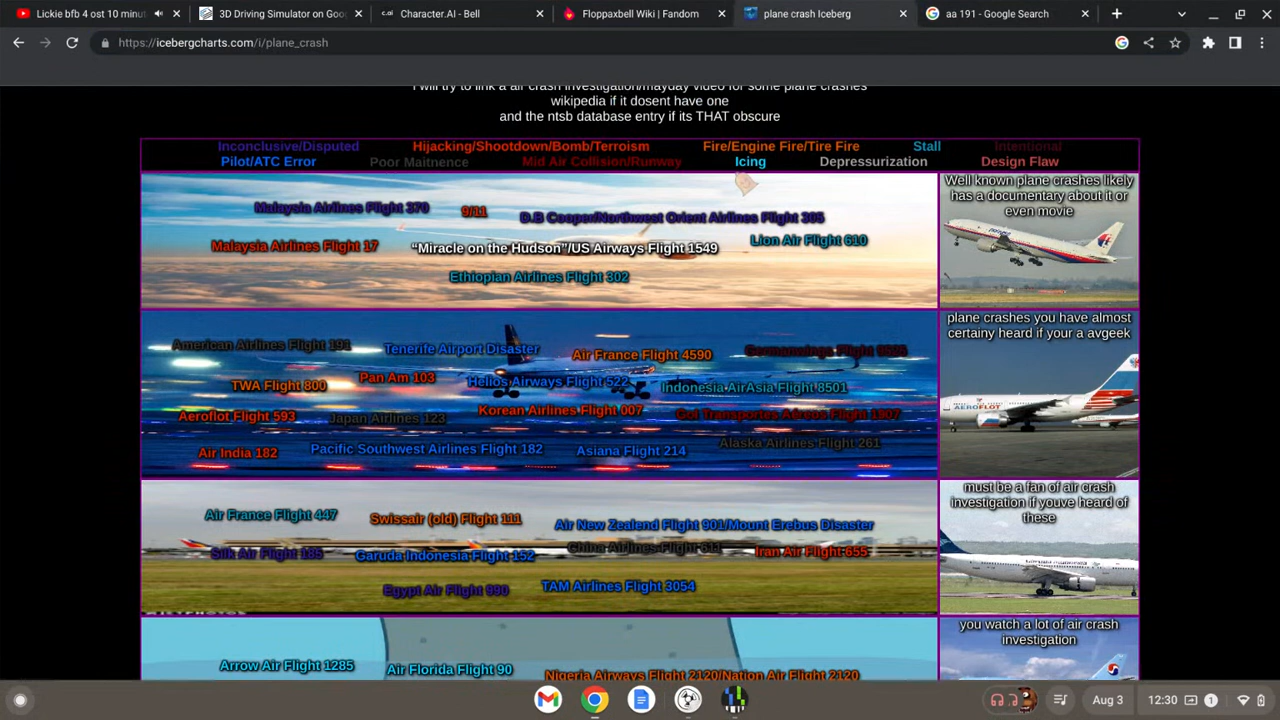 Lickie bfb 4 ost 10 minut
3D Driving Simulator on Goo
Character.AI - Bell
Floppaxbell Wiki | Fandom
plane crash Iceberg
aa 191 - Google Search
https://icebergcharts.com/i/plane_crash
I will try to link a air crash investigation/mayday video for some plane crashes
wikipedia if it dosent have one
and the ntsb database entry if its THAT obscure
Inconclusive/Disputed
Hijacking/Shootdown/Bomb/Terroism
Fire/Engine Fire/Tire Fire
Stall
Intentional
Pilot/ATC Error
Poor Maitnence
Mid Air Collision/Runway
Icing
Depressurization
Design Flaw
Malaysia Airlines Flight 370
9/11
D.B Cooper/Northwest Orient Airlines Flight 305
Malaysia Airlines Flight 17
“Miracle on the Hudson”/US Airways Flight 1549
Lion Air Flight 610
Ethiopian Airlines Flight 302
Well known plane crashes likely
has a documentary about it or
even movie
American Airlines Flight 191
Tenerife Airport Disaster
Air France Flight 4590
Germanwings Flight 9525
TWA Flight 800
Pan Am 103
Helios Airways Flight 522
Indonesia AirAsia Flight 8501
Aeroflot Flight 593
Japan Airlines 123
Korean Airlines Flight 007
Gol Transportes Aéreos Flight 1907
Air India 182
Pacific Southwest Airlines Flight 182
Asiana Flight 214
Alaska Airlines Flight 261
plane crashes you have almost
certainy heard if your a avgeek
AEROFLOT
Air France Flight 447
Swissair (old) Flight 111
Air New Zealend Flight 901/Mount Erebus Disaster
Silk Air Flight 185
Garuda Indonesia Flight 152
China Airlines Flight 611
Iran Air Flight 655
Egypt Air Flight 990
TAM Airlines Flight 3054
must be a fan of air crash
investigation if youve heard of
these
Arrow Air Flight 1285
Air Florida Flight 90
Nigeria Airways Flight 2120/Nation Air Flight 2120
you watch a lot of air crash
investigation
Aug 3
12:30
1